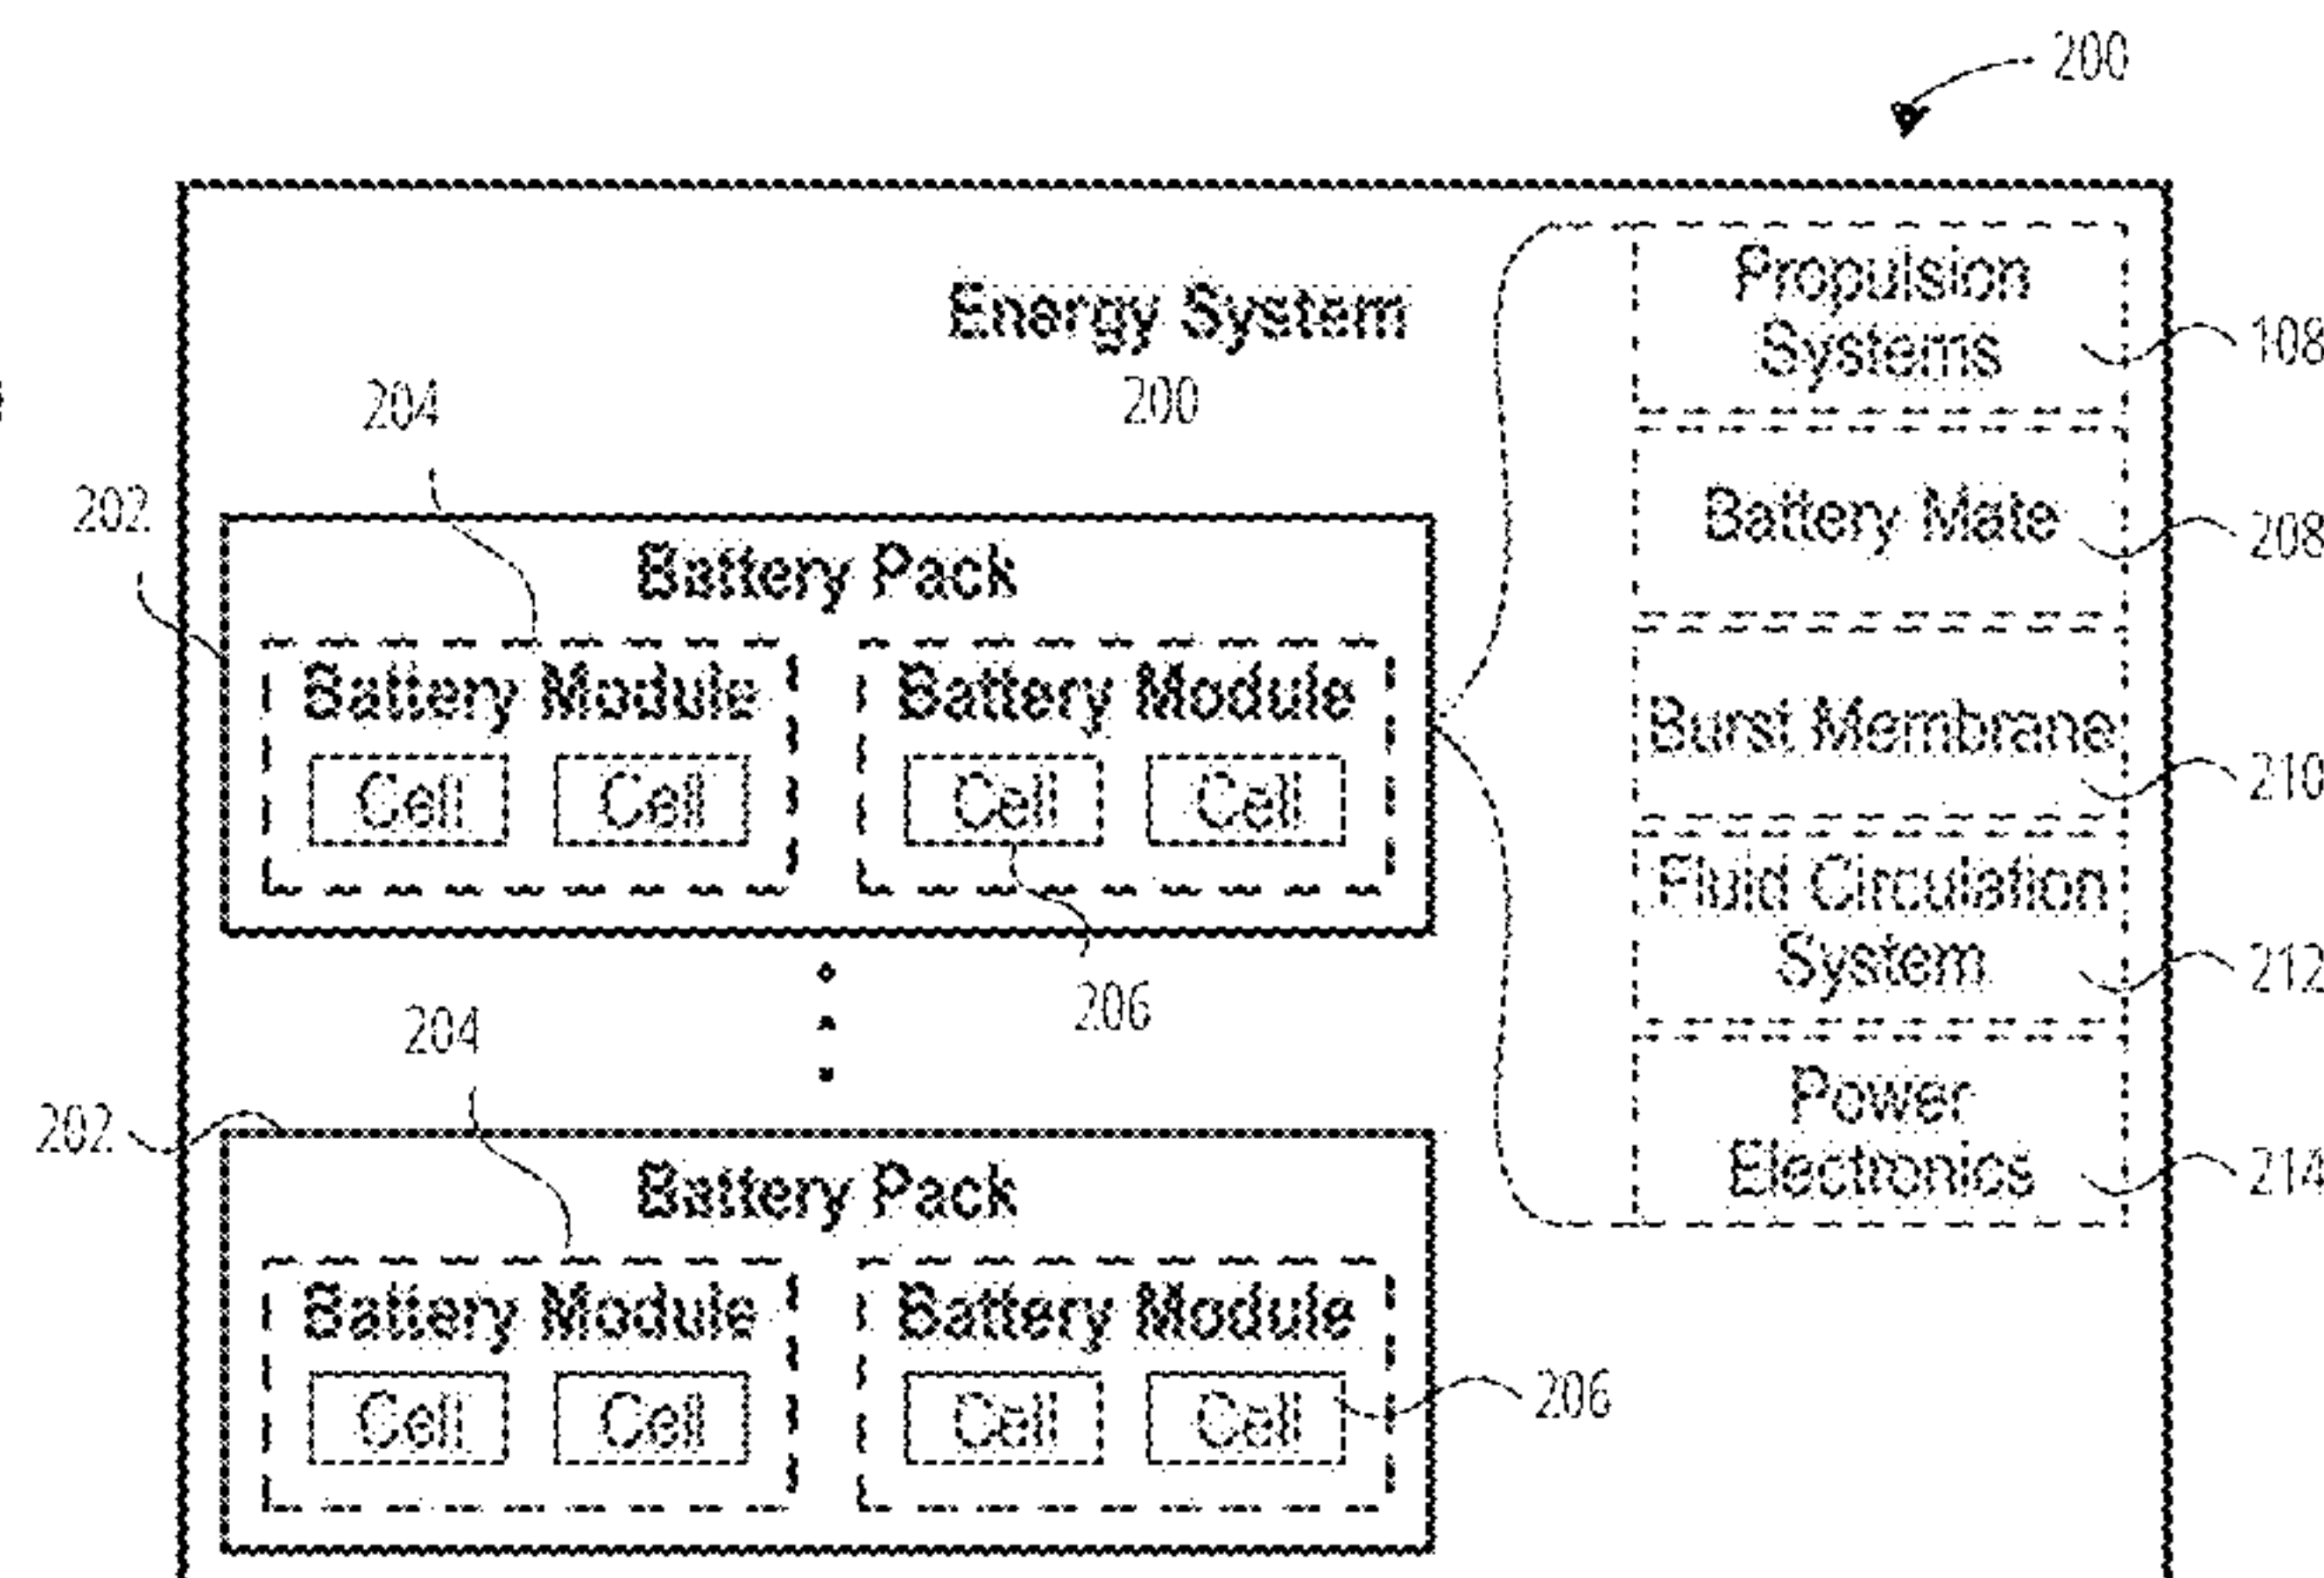 200
Energy System
200
Propulsion
Systems
108
204
202
Battery Mate
208
Battery Pack
Battery Module
Battery Module
Cell
Cell
Cell
Cell
Burst Membrane
210
Fluid Circulation
System
212
206
204
202
Power
Electronics
214
Battery Pack
Battery Module
Battery Module
Cell
Cell
Cell
Cell
206